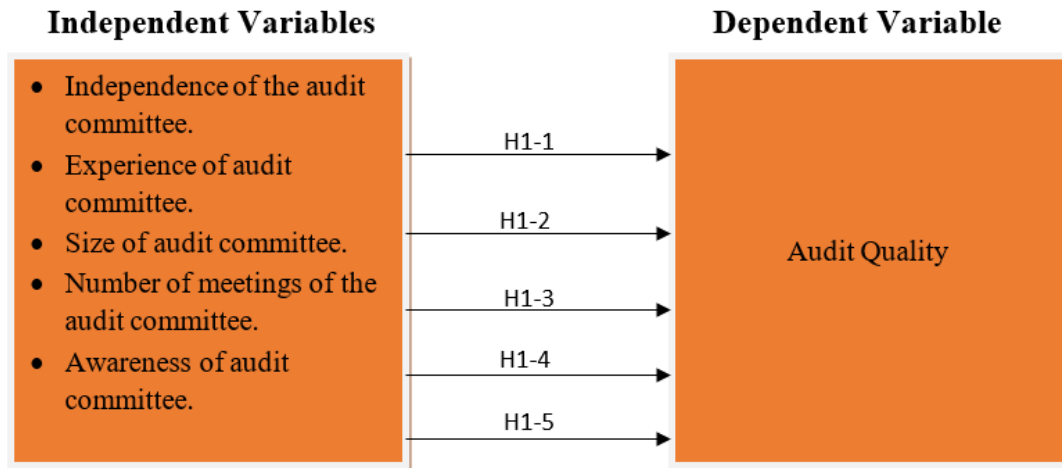 Independent Variables
Dependent Variable
• Independence of the audit
committee.
• Experience of audit
committee.
• Size of audit committee.
• Number of meetings of the
audit committee.
• Awareness of audit
committee.
H1-1
H1-2
H1-3
H1-4
H1-5
Audit Quality